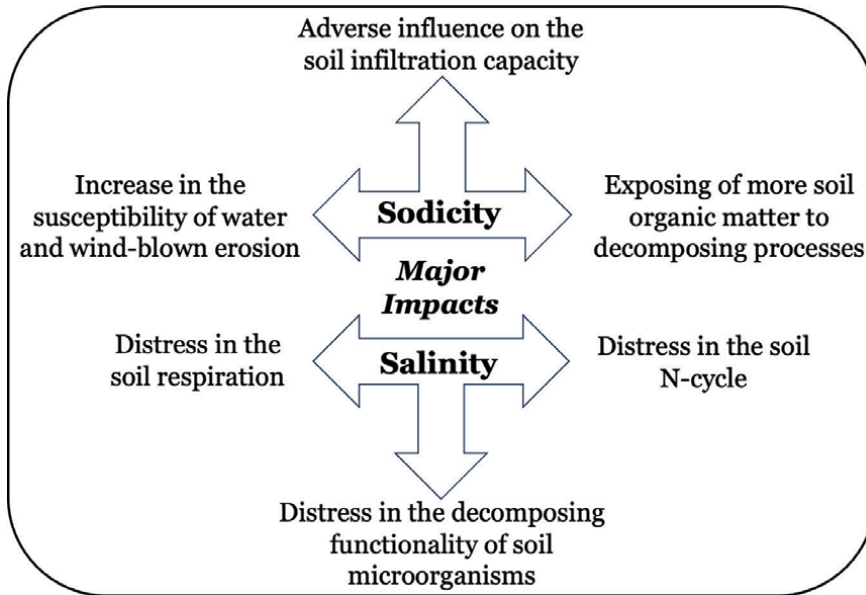 Adverse influence on the
soil infiltration capacity
Increase in the
susceptibility of water
and wind-blown erosion
Sodicity
Exposing of more soil
organic matter to
decomposing processes
Major
Impacts
Distress in the
soil respiration
Salinity
Distress in the soil
N-cycle
Distress in the decomposing
functionality of soil
microorganisms